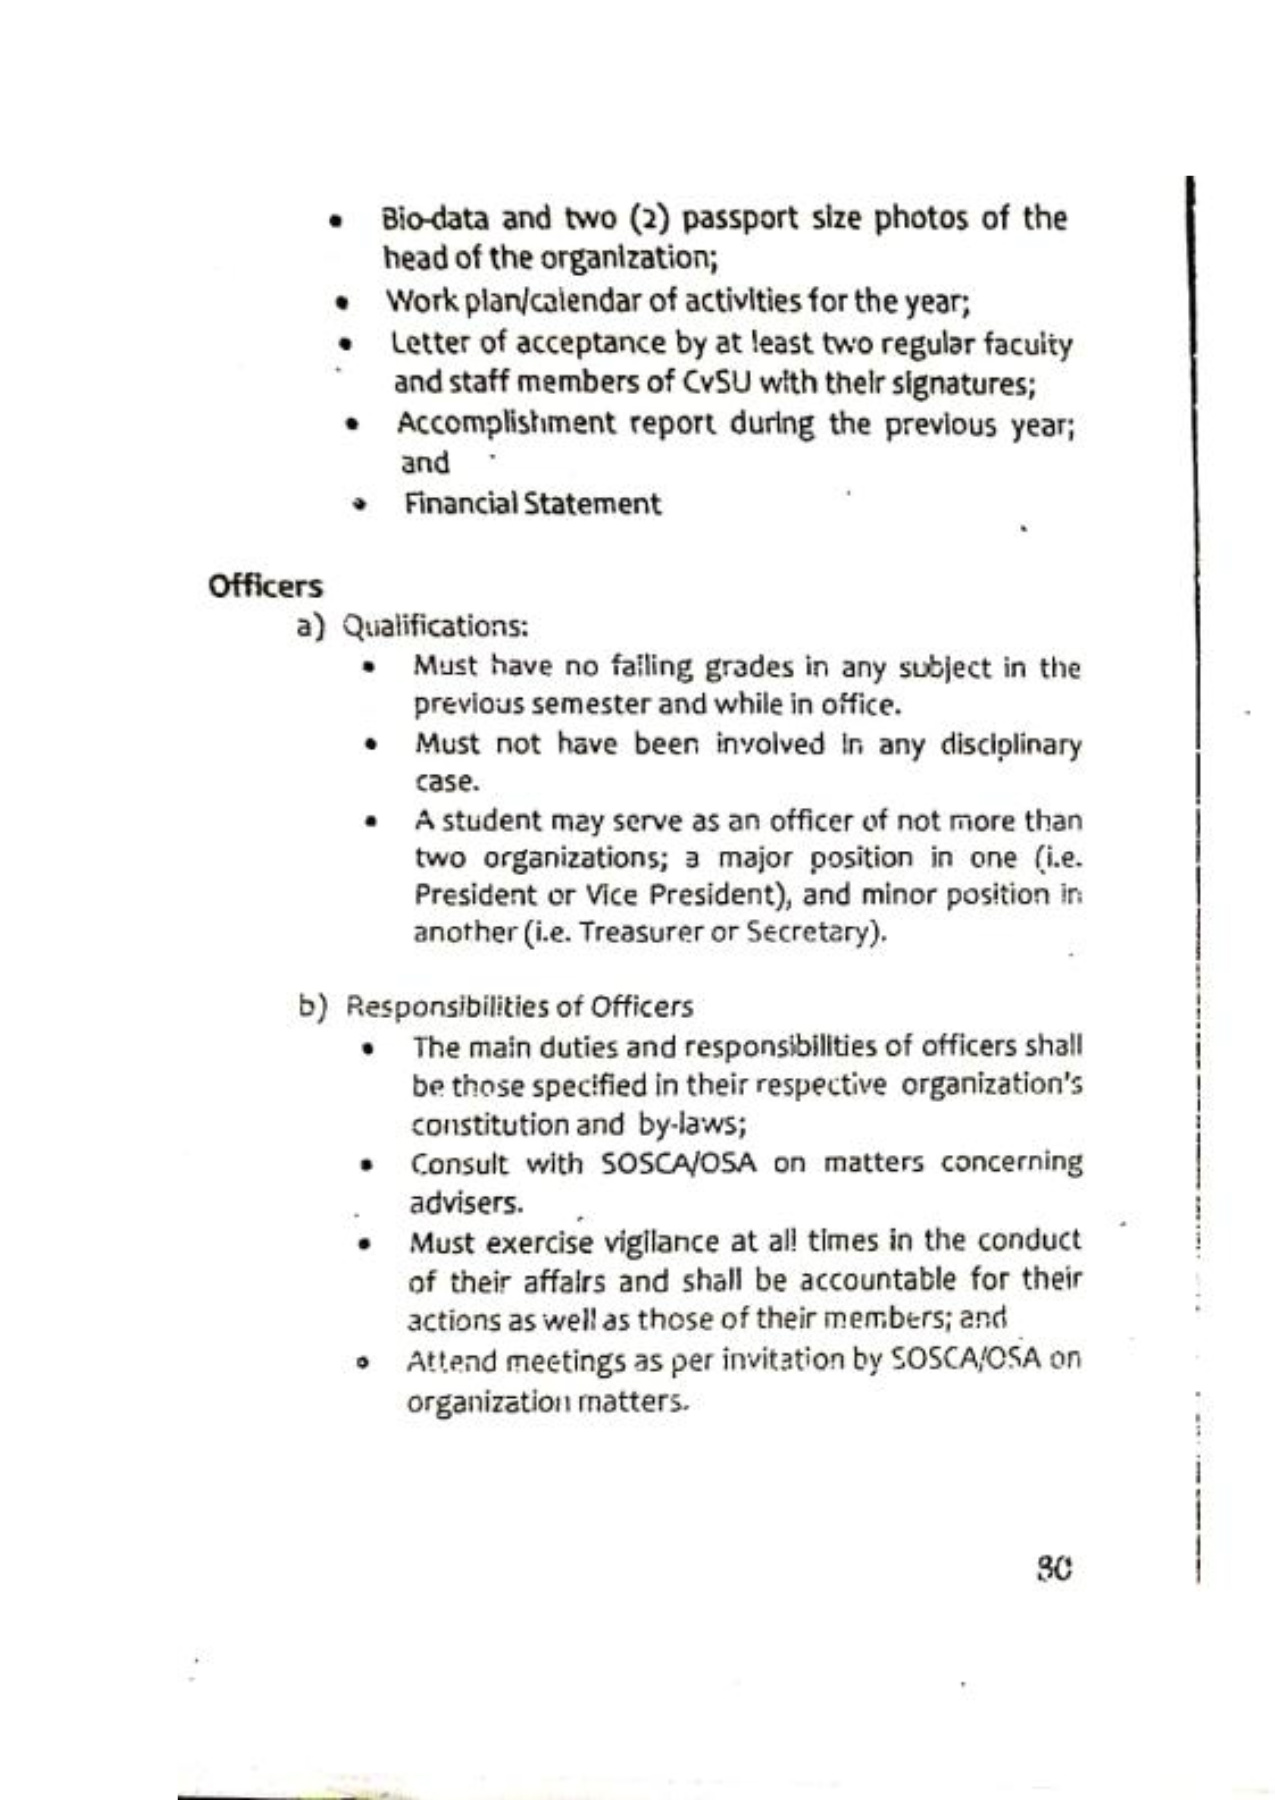 • Bio-data and two (2) passport size photos of the
head of the organization;
• Work plan/calendar of activities for the year;
• Letter of acceptance by at least two regular faculty
and staff members of CvSU with their signatures;
• Accomplishment report during the previous year;
and
• Financial Statement
Officers
a) Qualifications:
• Must have no failing grades in any subject in the
previous semester and while in office.
• Must not have been involved in any disciplinary
case.
• A student may serve as an officer of not more than
two organizations; a major position in one (i.e.
President or Vice President), and minor position in
another (i.e. Treasurer or Secretary).
b) Responsibilities of Officers
• The main duties and responsibilities of officers shall
be those specified in their respective organization's
constitution and by-laws;
• Consult with SOSCA/OSA on matters concerning
advisers.
• Must exercise vigilance at all times in the conduct
of their affairs and shall be accountable for their
actions as well as those of their members; and
• Attend meetings as per invitation by SOSCA/OSA on
organization matters.
30